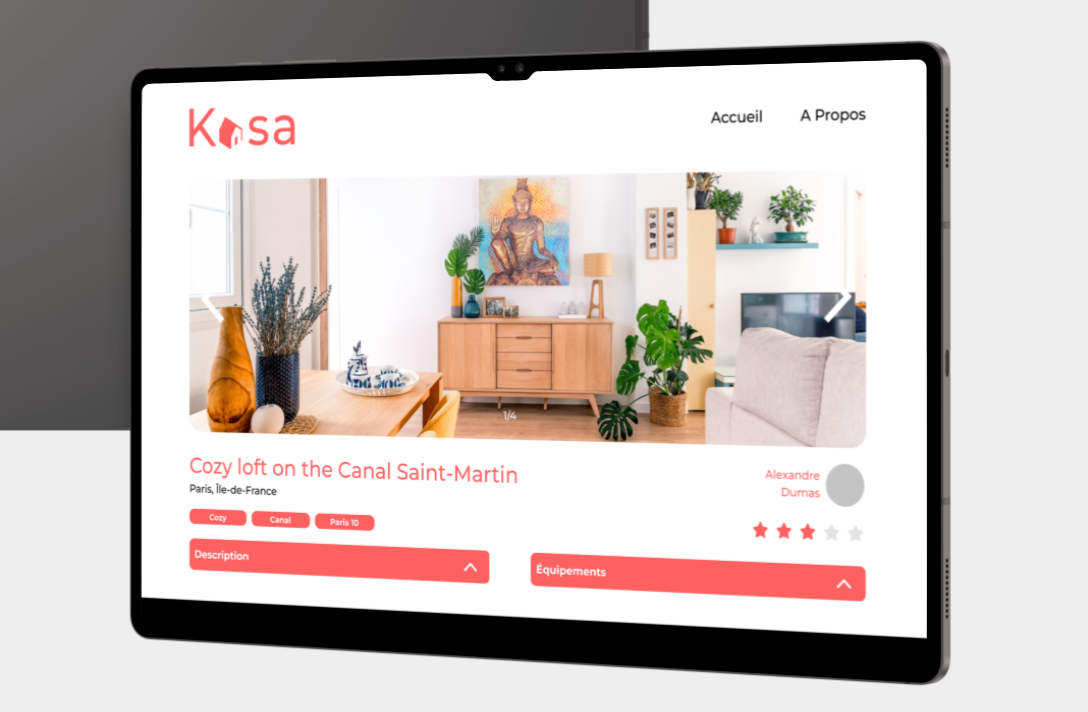 Kosa
Accueil
A Propos
1/4
Cozy loft on the Canal Saint-Martin
Paris, Île-de-France
Alexandre
Dumas
Cozy
Canal
Paris 10
Description
Équipements